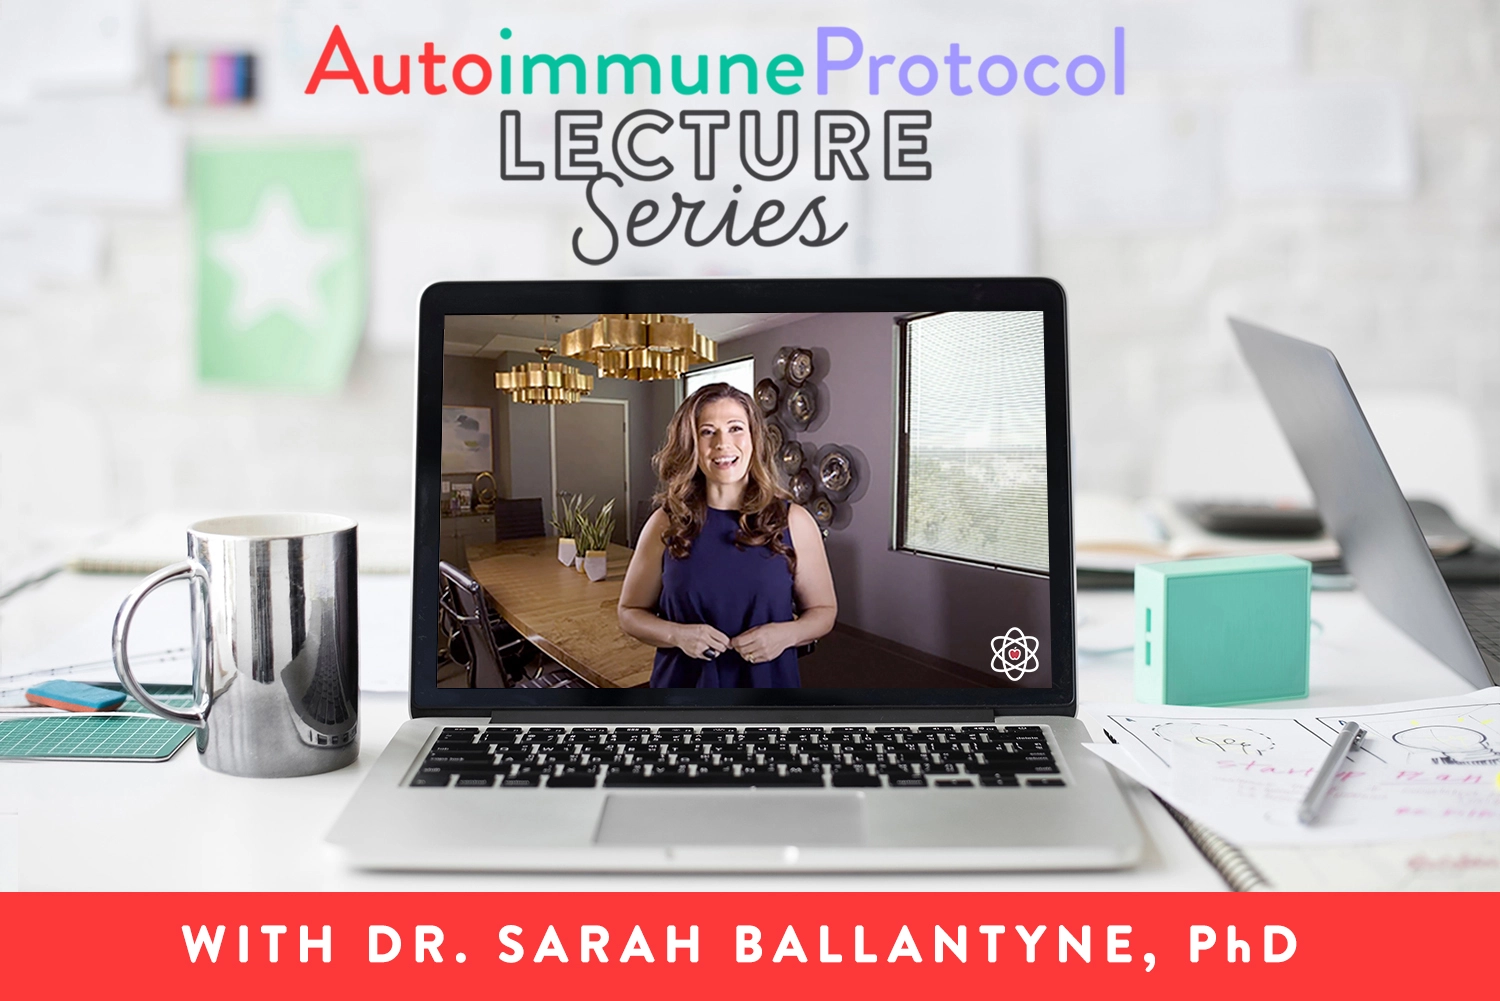 AutoimmuneProtocol
LECTURE
Series
WITH DR. SARAH BALLANTYNE, PhD